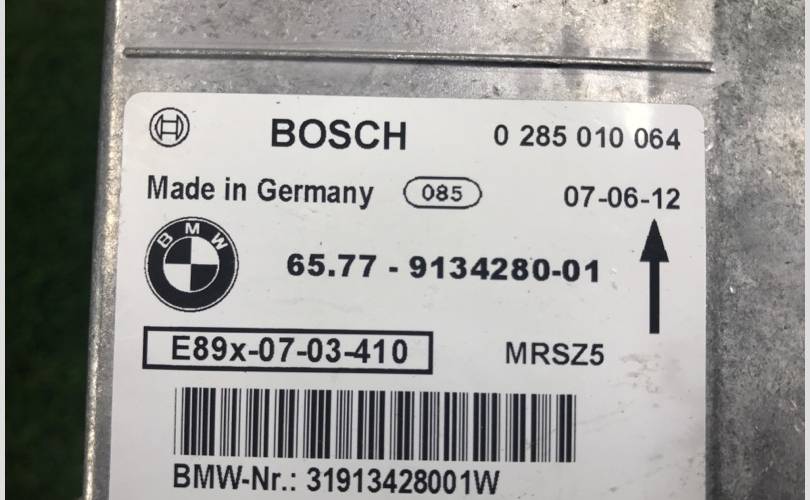 BOSCH 0 285 010 064
Made in Germany 085 07-06-12
BMW
65.77 - 9134280-01
E89x-07-03-410 MRSZ5
BMW-Nr.: 31913428001W